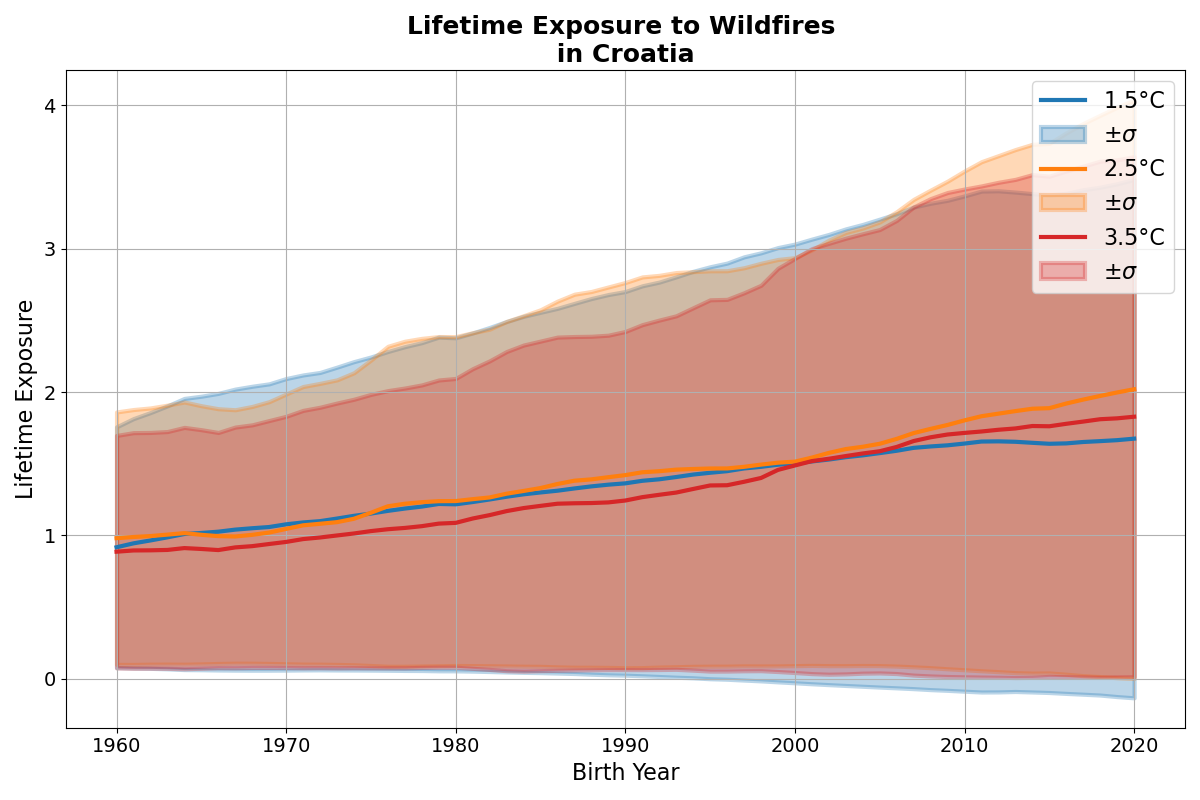 Lifetime Exposure to Wildfires
in Croatia
Lifetime Exposure
4
3
2
1
0
1.5°C
±σ
2.5°C
±σ
3.5°C
±σ
1960 1970 1980 1990 2000 2010 2020
Birth Year